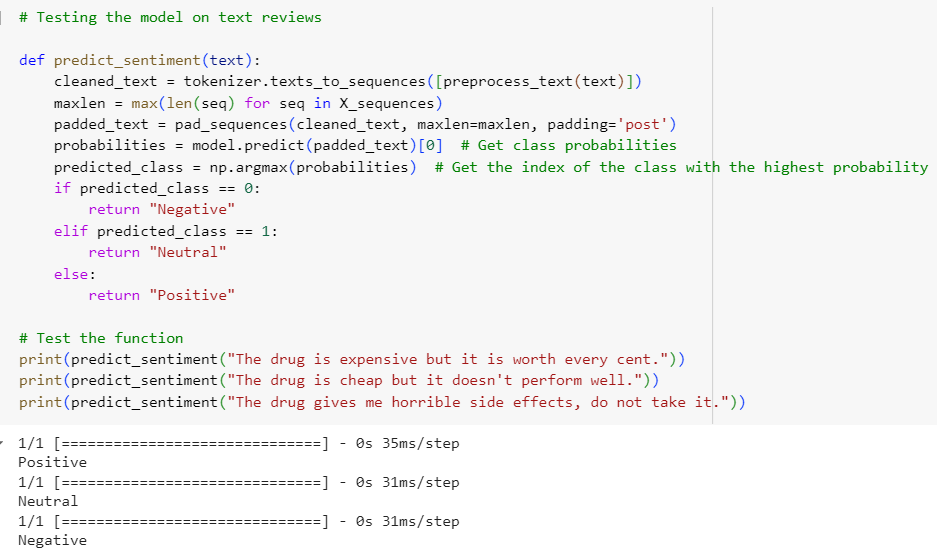 # Testing the model on text reviews

def predict_sentiment(text):
    cleaned_text = tokenizer.texts_to_sequences([preprocess_text(text)])
    maxlen = max(len(seq) for seq in X_sequences)
    padded_text = pad_sequences(cleaned_text, maxlen=maxlen, padding='post')
    probabilities = model.predict(padded_text)[0]  # Get class probabilities
    predicted_class = np.argmax(probabilities)  # Get the index of the class with the highest probability
    if predicted_class == 0:
        return "Negative"
    elif predicted_class == 1:
        return "Neutral"
    else:
        return "Positive"

# Test the function
print(predict_sentiment("The drug is expensive but it is worth every cent."))
print(predict_sentiment("The drug is cheap but it doesn't perform well."))
print(predict_sentiment("The drug gives me horrible side effects, do not take it."))
1/1 [==============================] - 0s 35ms/step
Positive
1/1 [==============================] - 0s 31ms/step
Neutral
1/1 [==============================] - 0s 31ms/step
Negative